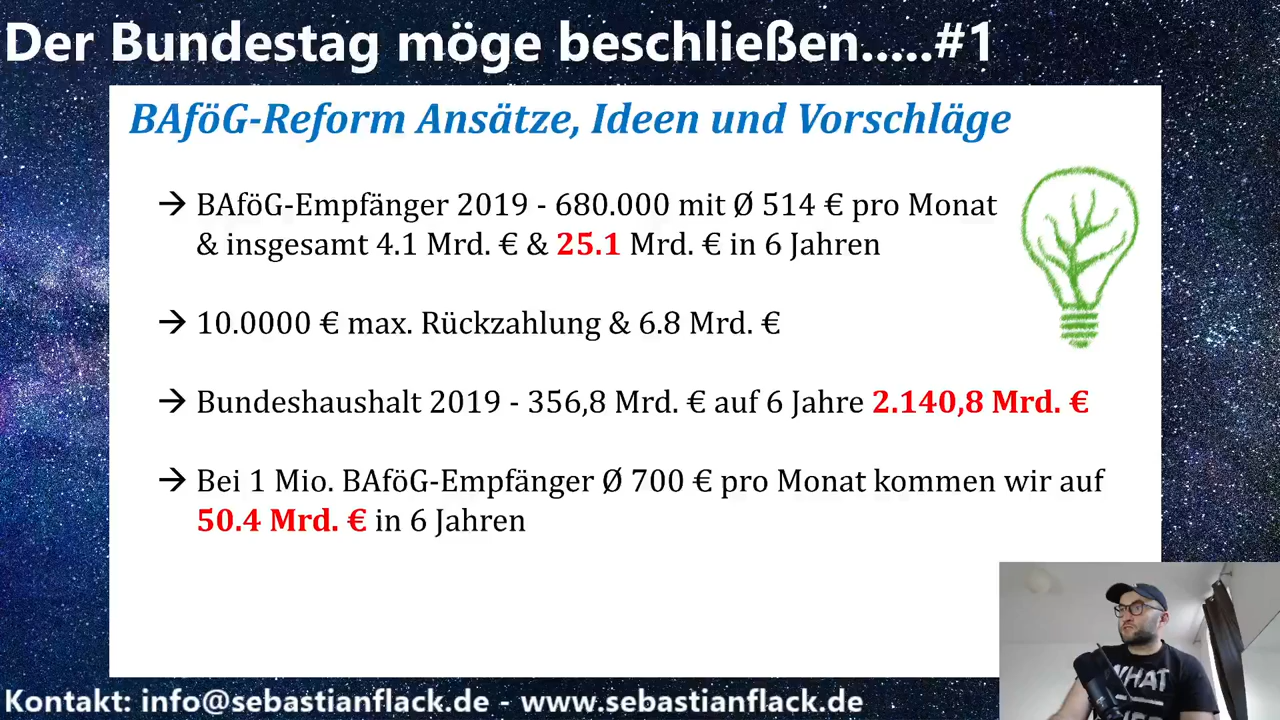 Der Bundestag möge beschließen.....#1
BAföG-Reform Ansätze, Ideen und Vorschläge
→ BAföG-Empfänger 2019 - 680.000 mit Ø 514 € pro Monat
& insgesamt 4.1 Mrd. € & 25.1 Mrd. € in 6 Jahren
→ 10.0000 € max. Rückzahlung & 6.8 Mrd. €
→ Bundeshaushalt 2019 - 356,8 Mrd. € auf 6 Jahre 2.140,8 Mrd. €
→ Bei 1 Mio. BAföG-Empfänger Ø 700 € pro Monat kommen wir auf
50.4 Mrd. € in 6 Jahren
WHAT
Kontakt: info@sebastianflack.de - www.sebastianflack.de